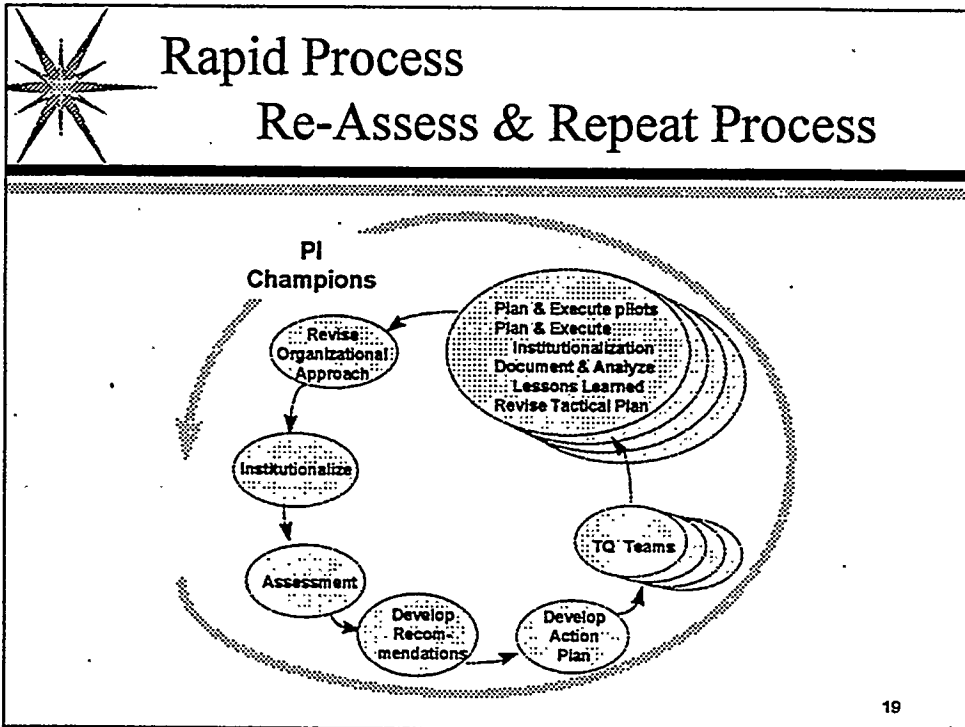 Rapid Process
Re-Assess & Repeat Process
PI
Champions
Plan & Execute pilots
Plan & Execute
Institutionalization
Document & Analyze
Lessons Learned
Revise Tactical Plan
Revise
Organizational
Approach
Institutionalize
Assessment
Develop
Recom-
mendations
Develop
Action
Plan
TQ Teams
19